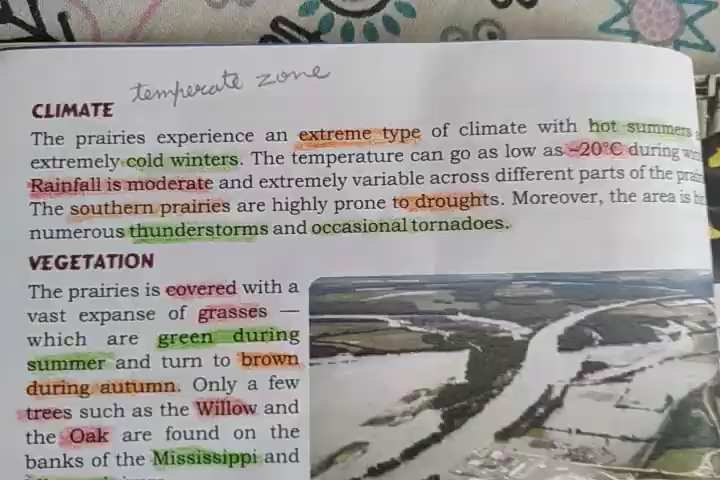 temperate zone
CLIMATE
The prairies experience an extreme type of climate with hot summers
extremely cold winters. The temperature can go as low as -20°C during
Rainfall is moderate and extremely variable across different parts of the
The southern prairies are highly prone to droughts. Moreover, the area is
numerous thunderstorms and occasional tornadoes.
VEGETATION
The prairies is covered with a
vast expanse of grasses —
which are green during
summer and turn to brown
during autumn. Only a few
trees such as the Willow and
the Oak are found on the
banks of the Mississippi and